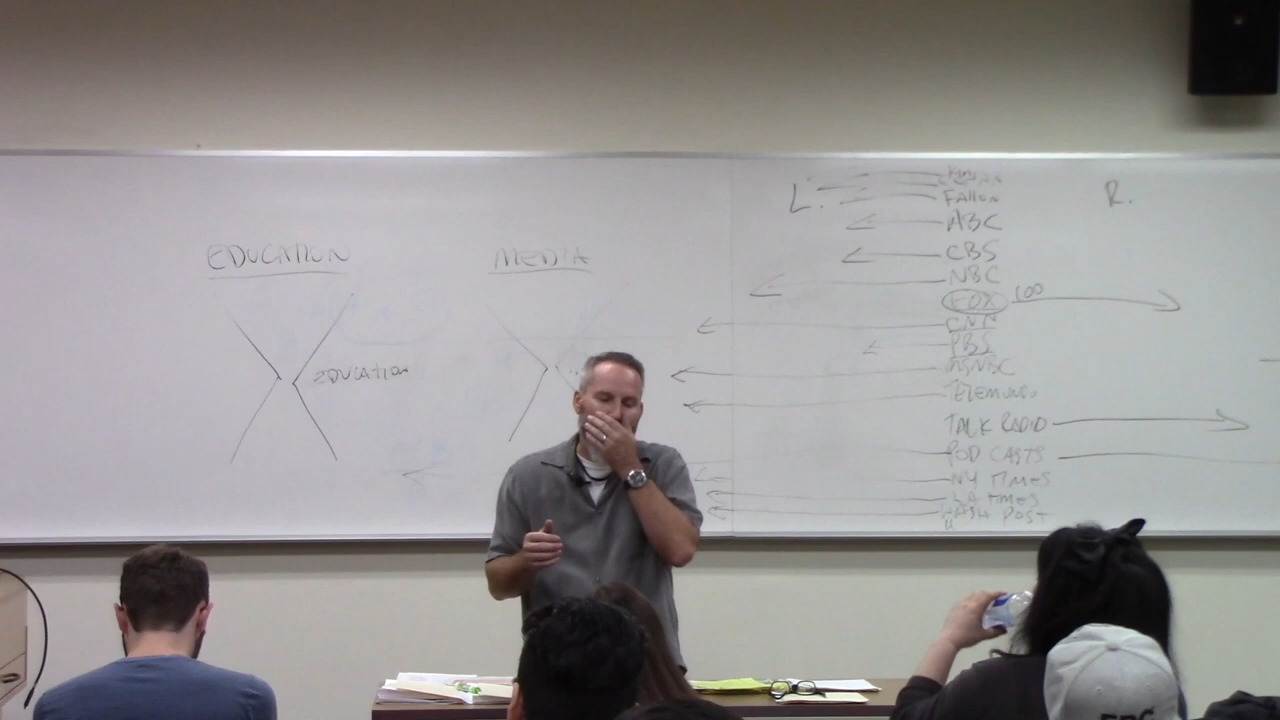 EDUCATION
EDUCATION
MEDIA
L.
R.
FALLON
ABC
CBS
NBC
FOX 100
CNN
PBS
MSNBC
TELEMUNDO
TALK RADIO
POD CASTS
NY TIMES
LA TIMES
WASH POST